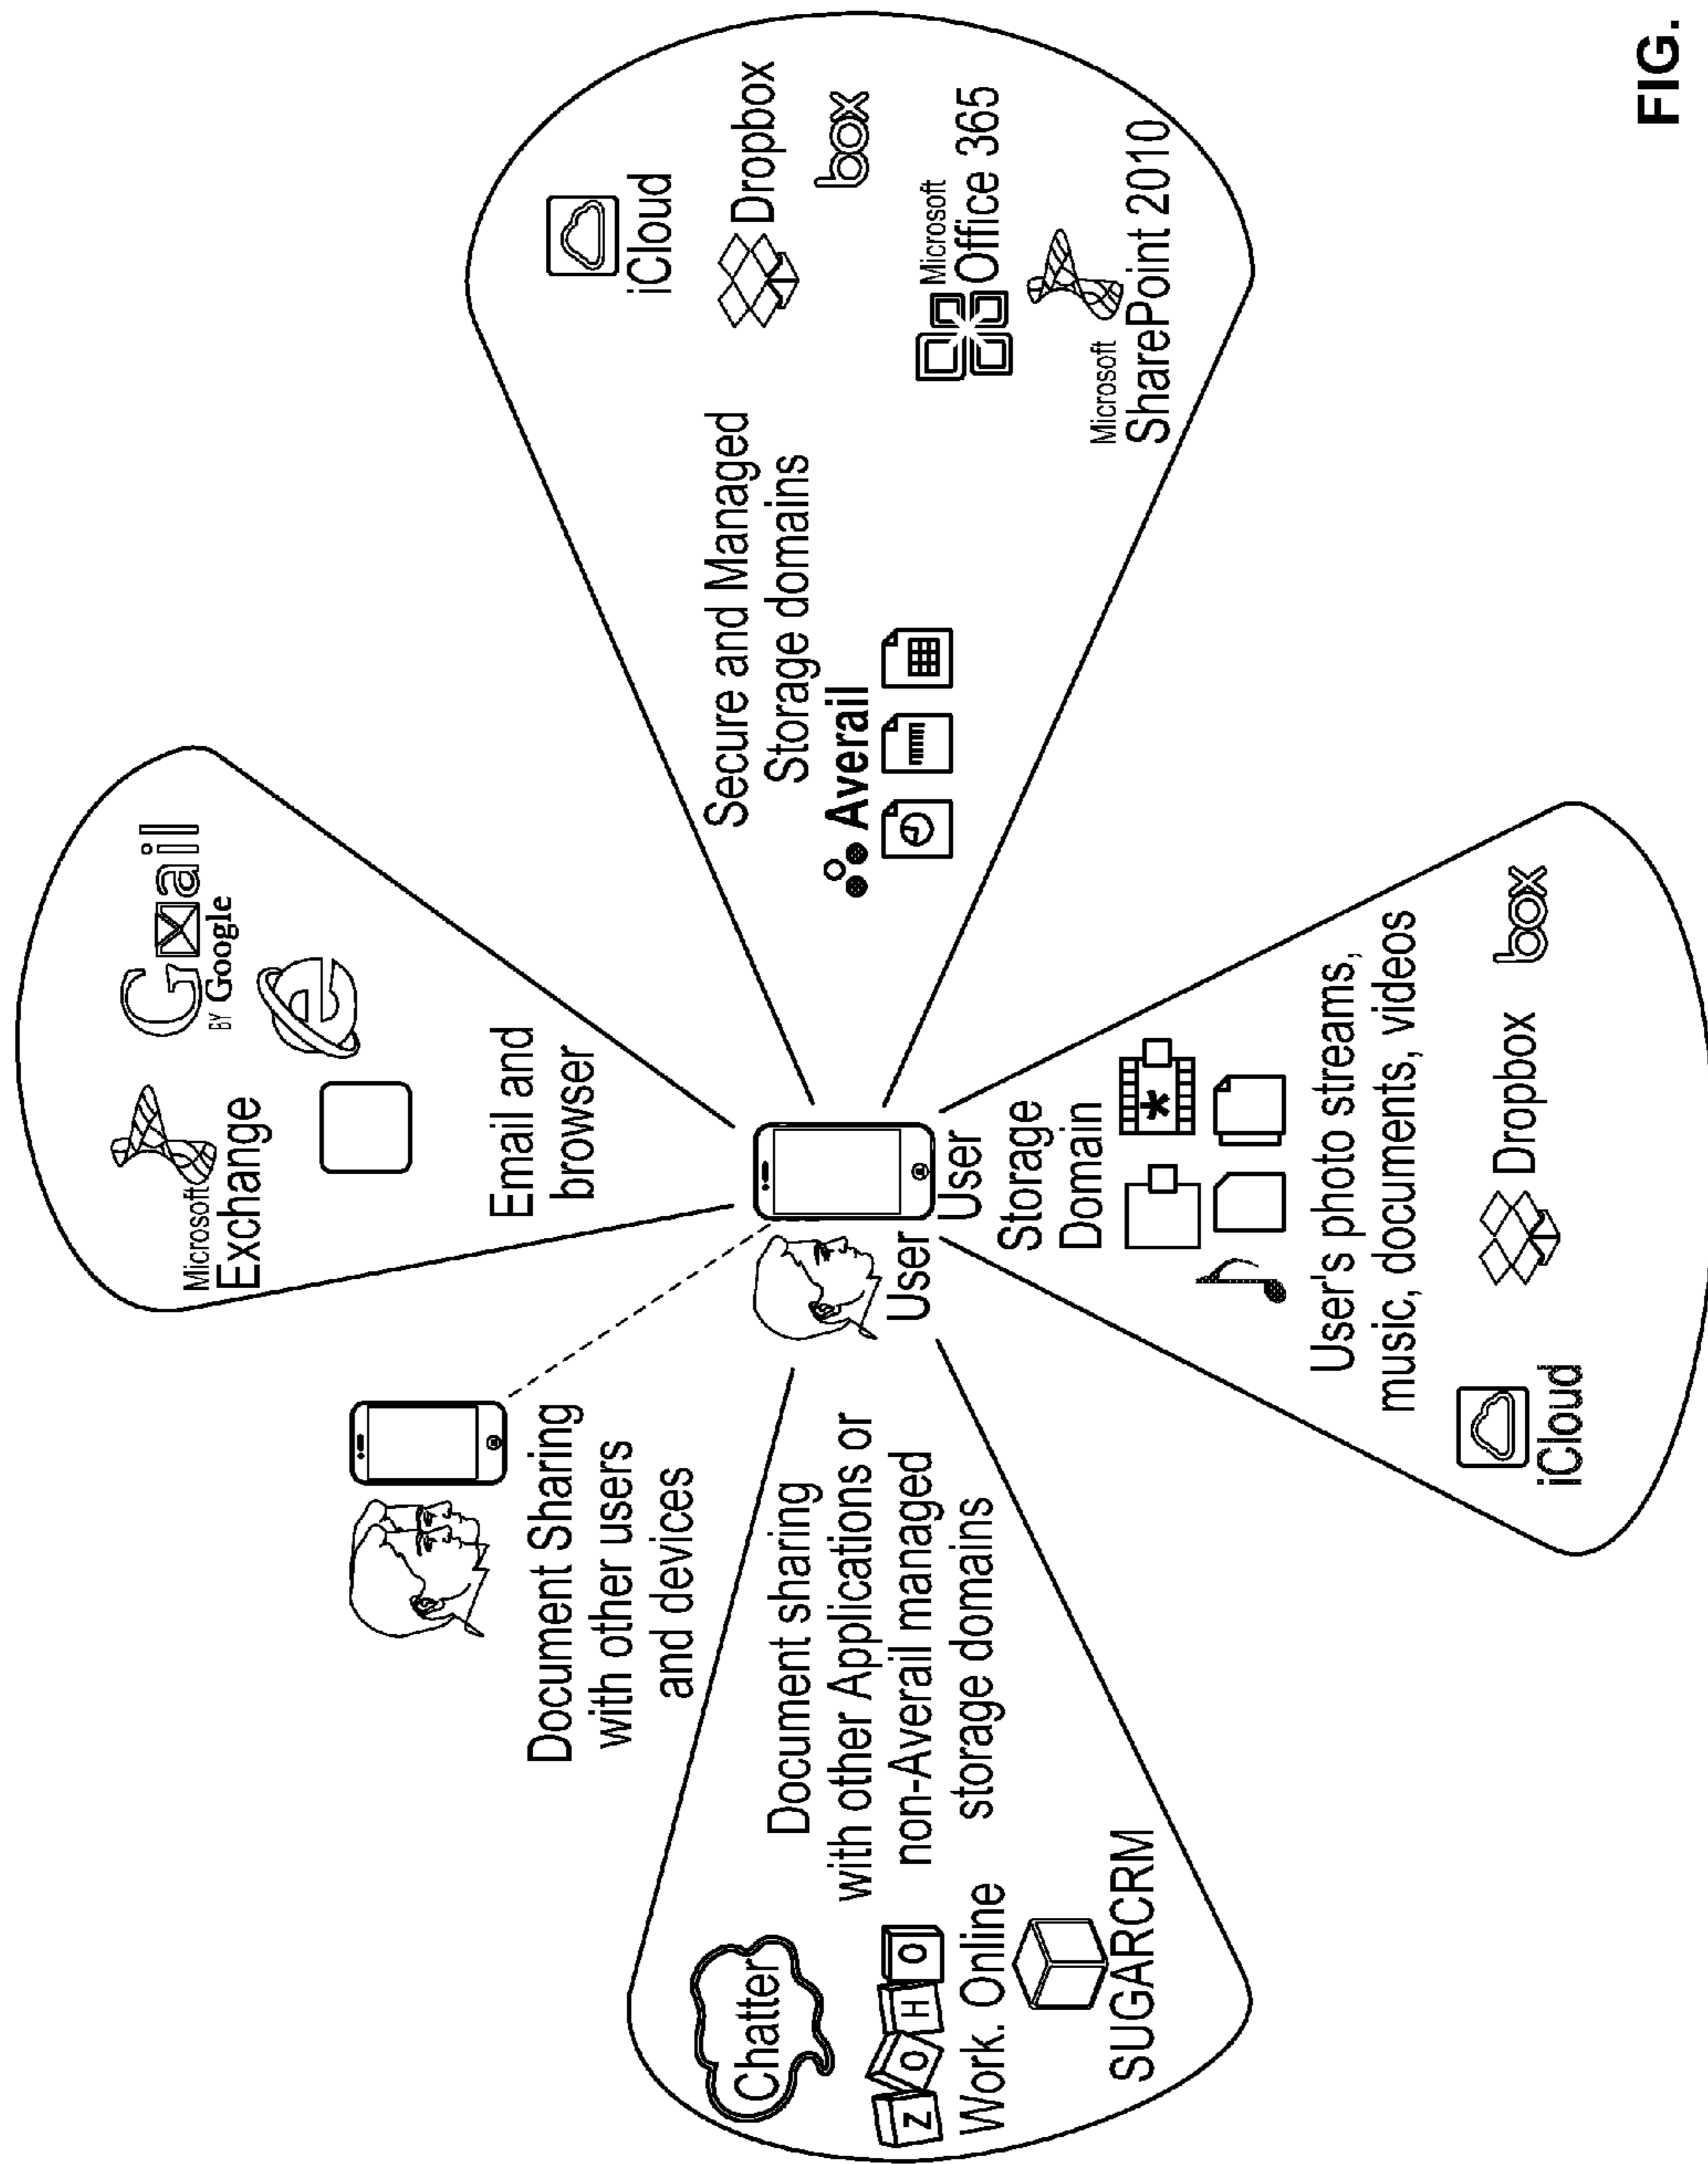 Microsoft
Exchange
Gmail
BY Google
Email and
browser
Document Sharing
with other users
and devices
User
User
Storage
Domain
Secure and Managed
Storage domains
Averail
iCloud
Dropbox
box
Microsoft
Office 365
Microsoft
SharePoint 2010
Chatter
Document sharing
with other Applications or
non-Averail managed
storage domains
Z O H O
Work. Online
SUGARCRM
User's photo streams,
music, documents, videos
iCloud
Dropbox
box
FIG.